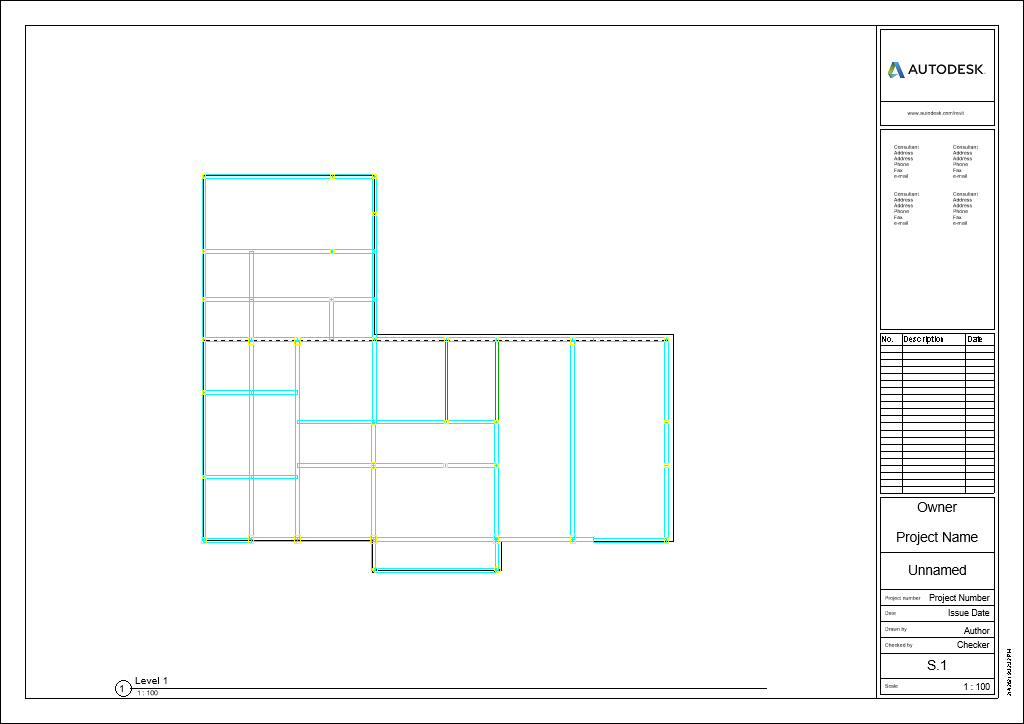 AUTODESK.
www.autodesk.com/revit
Consultant
Address
Address
Phone
Fax
e-mail
Consultant
Address
Address
Phone
Fax
e-mail
Consultant
Address
Address
Phone
Fax
e-mail
Consultant
Address
Address
Phone
Fax
e-mail
No. Description Date
Owner
Project Name
Unnamed
Project number Project Number
Date Issue Date
Drawn by Author
Checked by Checker
S.1
Scale 1 : 100
1 Level 1
1 : 100